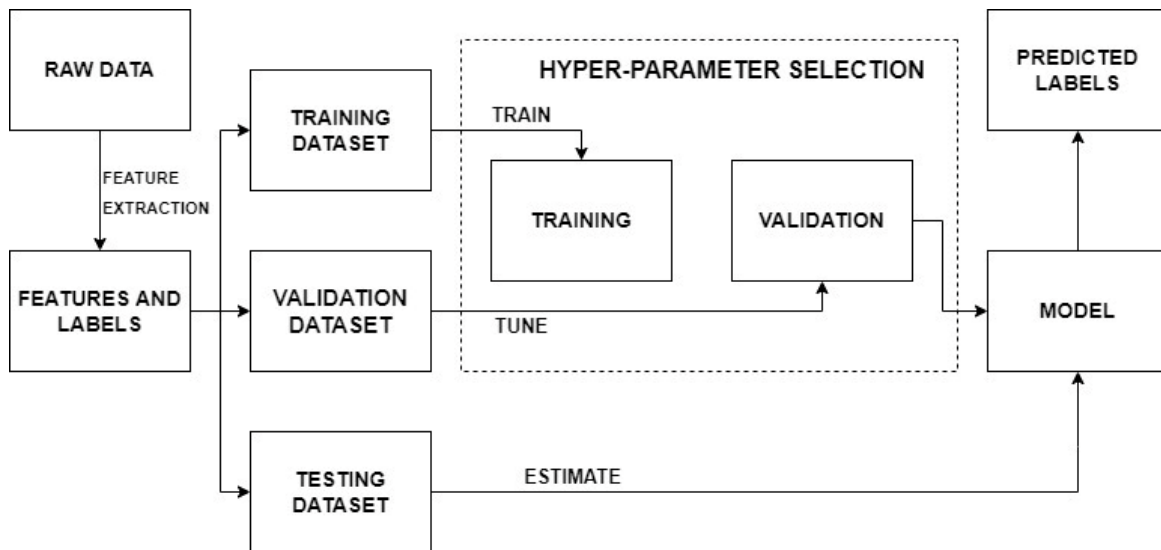 RAW DATA
FEATURE
EXTRACTION
FEATURES AND
LABELS
TRAINING
DATASET
VALIDATION
DATASET
TESTING
DATASET
HYPER-PARAMETER SELECTION
TRAIN
TRAINING
VALIDATION
TUNE
ESTIMATE
PREDICTED
LABELS
MODEL